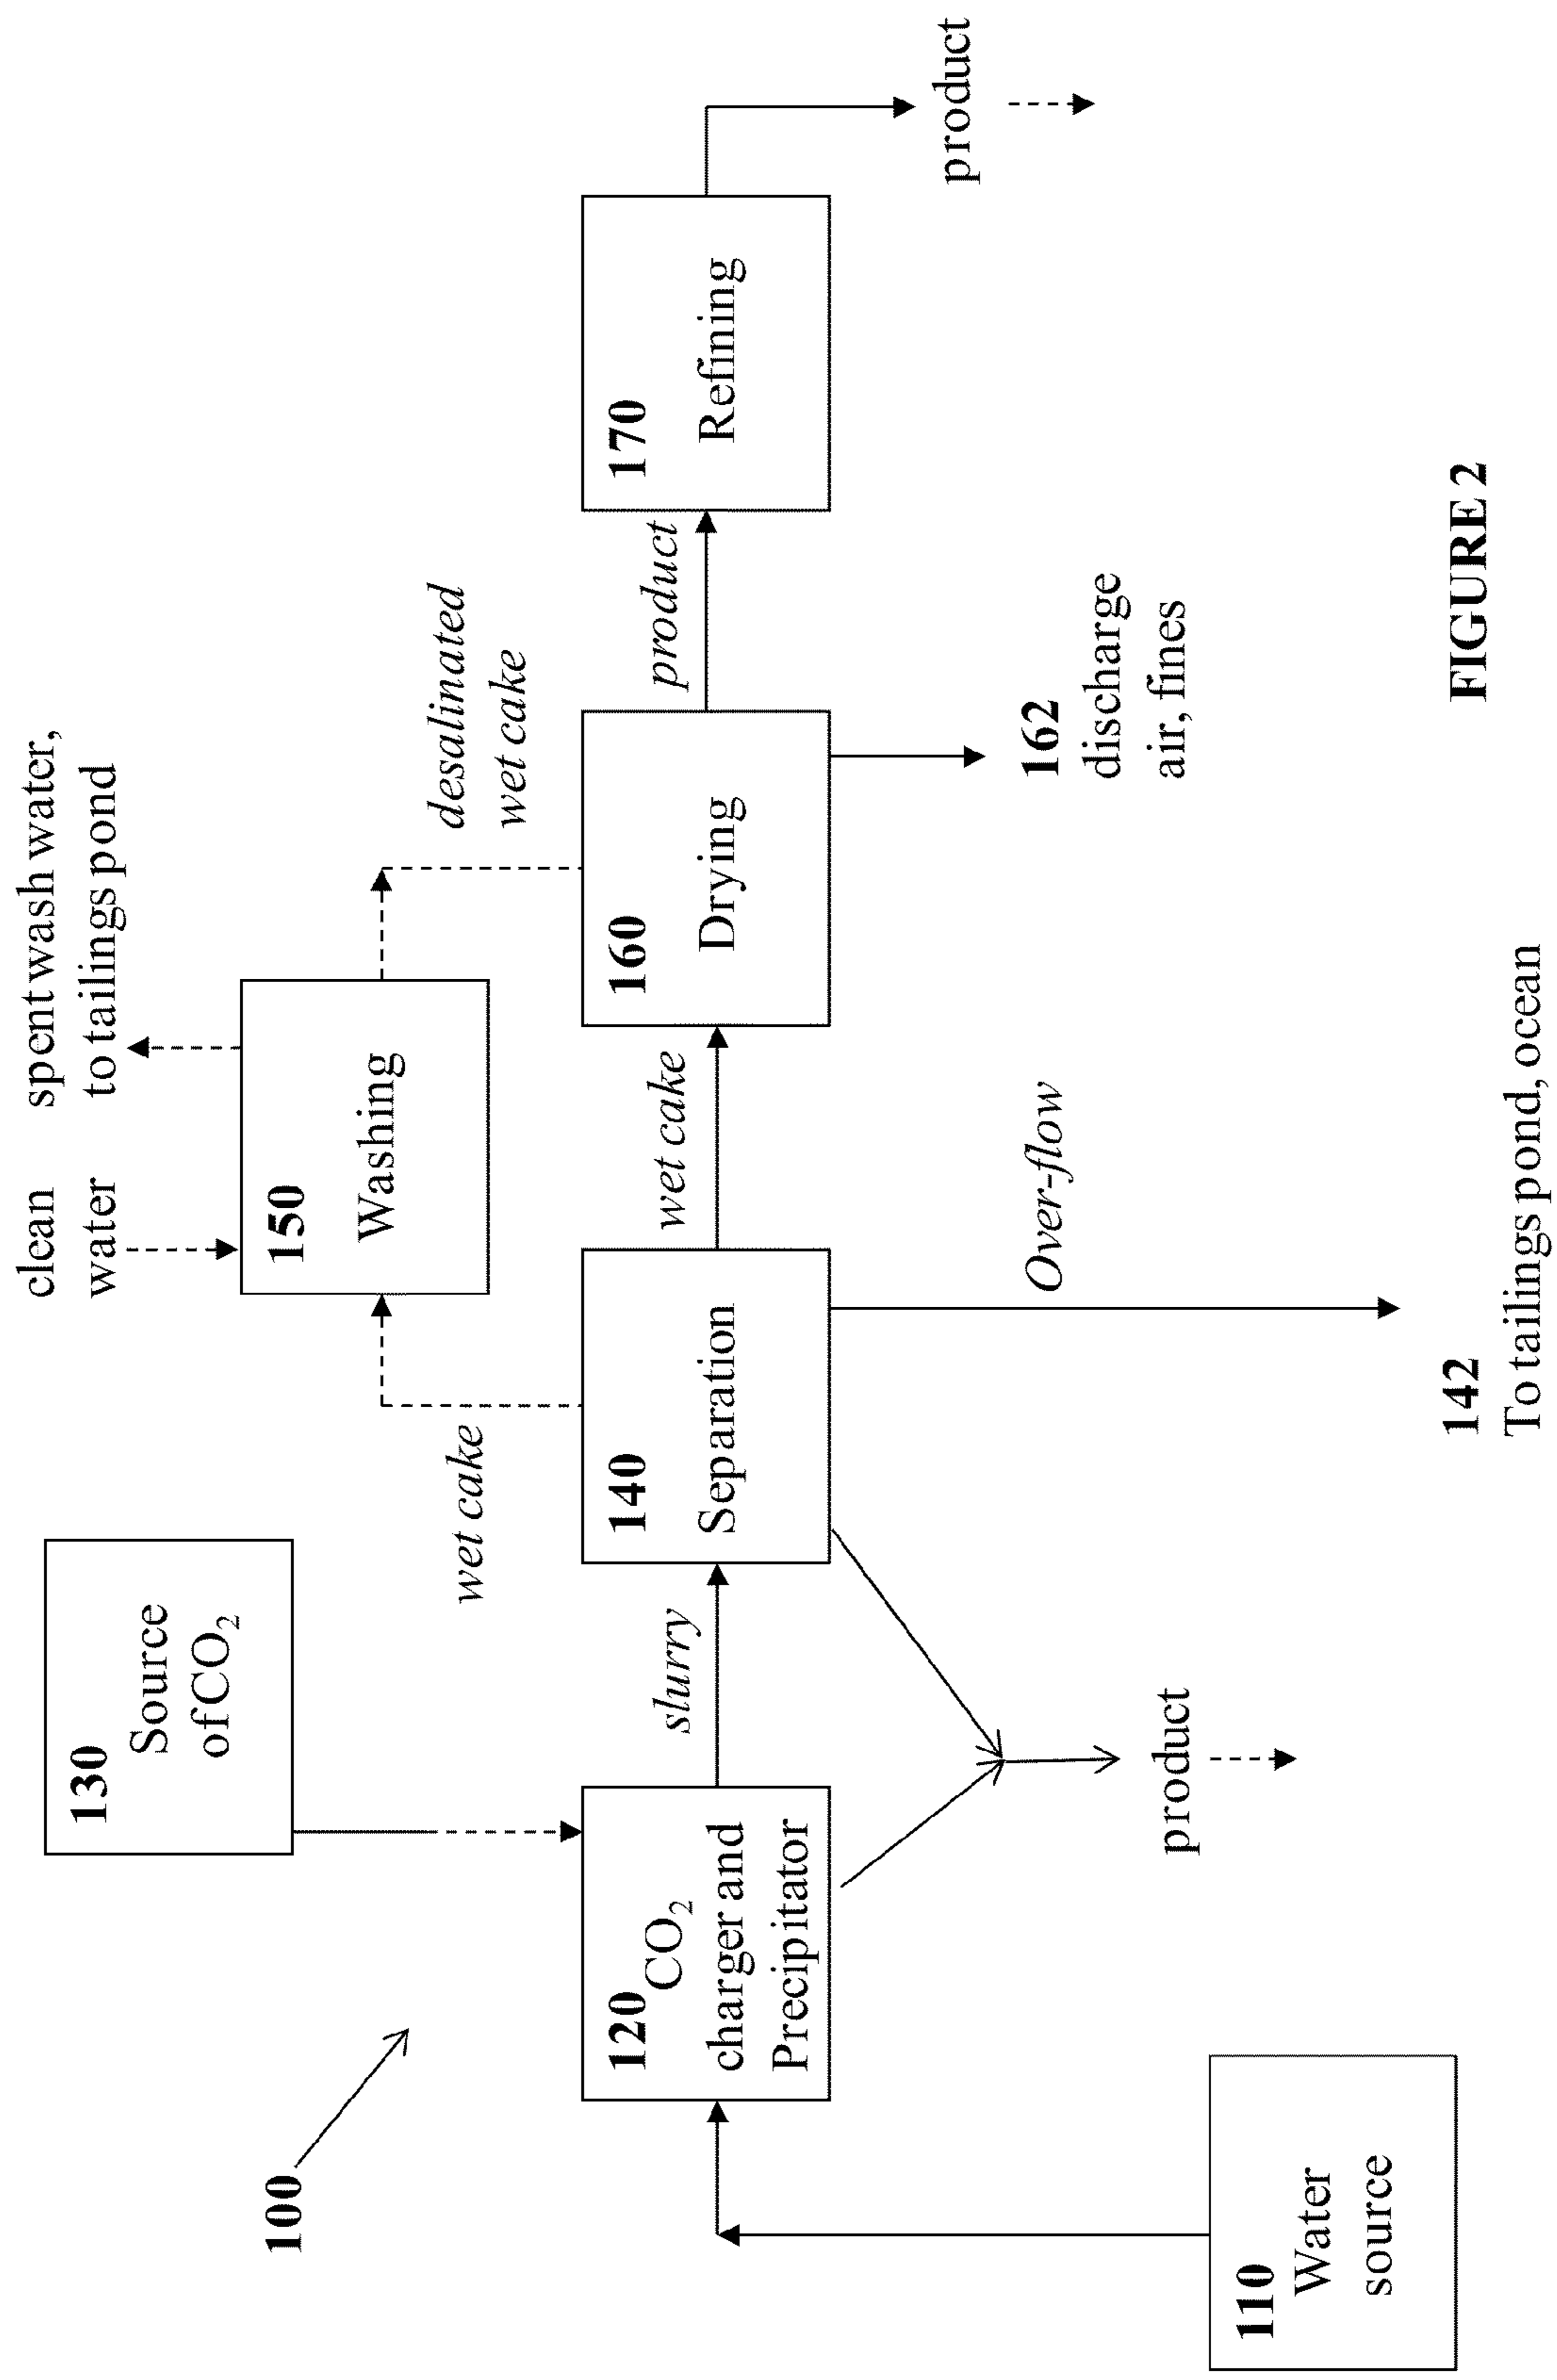 100
130
Source
of CO2
clean
water
spent wash water,
to tailings pond
150
Washing
wet cake
desalinated
wet cake
120
CO2
charger and
Precipitator
slurry
140
Separation
wet cake
160
Drying
product
170
Refining
110
Water
source
product
Over-flow
142
To tailings pond, ocean
162
discharge
air, fines
product
FIGURE 2